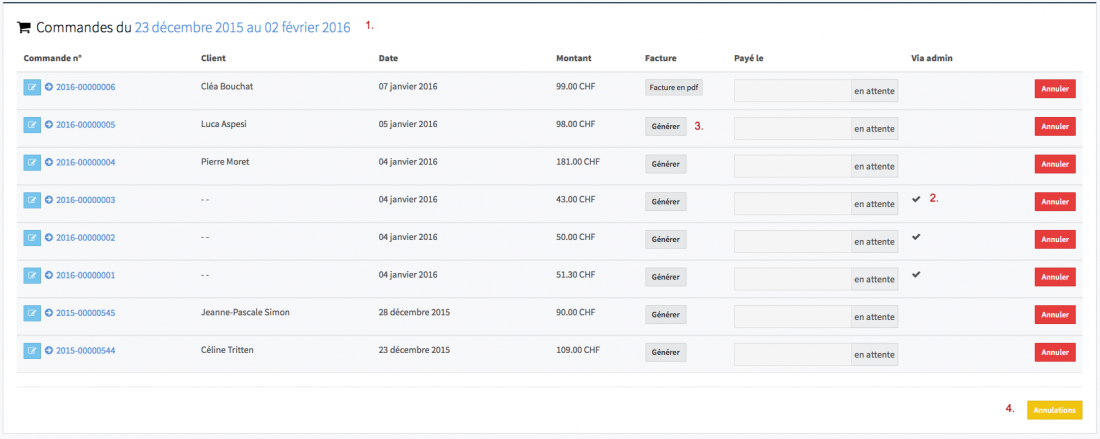 Commandes du 23 décembre 2015 au 02 février 2016 1.
Commande n° Client Date Montant Facture Payé le Via admin
2016-00000006 Cléa Bouchat 07 janvier 2016 99.00 CHF Facture en pdf en attente Annuler
2016-00000005 Luca Aspesi 05 janvier 2016 98.00 CHF Générer 3. en attente Annuler
2016-00000004 Pierre Moret 04 janvier 2016 181.00 CHF Générer en attente Annuler
2016-00000003 - - 04 janvier 2016 43.00 CHF Générer en attente 2. Annuler
2016-00000002 - - 04 janvier 2016 50.00 CHF Générer en attente Annuler
2016-00000001 - - 04 janvier 2016 51.30 CHF Générer en attente Annuler
2015-00000545 Jeanne-Pascale Simon 28 décembre 2015 90.00 CHF Générer en attente Annuler
2015-00000544 Céline Tritten 23 décembre 2015 109.00 CHF Générer en attente Annuler
4. Annulations